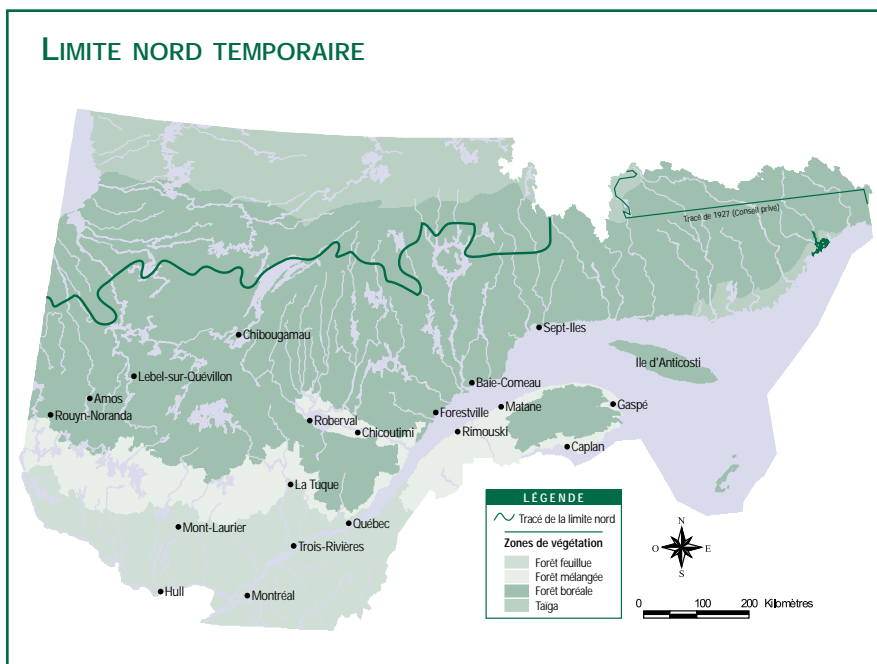 LIMITE NORD TEMPORAIRE
Tracé de 1927 (Conseil privé)
Sept-Iles
Chibougamau
Ile d'Anticosti
Lebel-sur-Quévillon
Baie-Comeau
Amos
Matane
Gaspé
Rouyn-Noranda
Forestville
Roberval
Chicoutimi
Rimouski
Caplan
La Tuque
Québec
Mont-Laurier
Trois-Rivières
Hull
Montréal
LÉGENDE
Tracé de la limite nord
Zones de végétation
Forêt feuillue
Forêt mélangée
Forêt boréale
Taïga
N
O E
S
0 100 200 Kilomètres